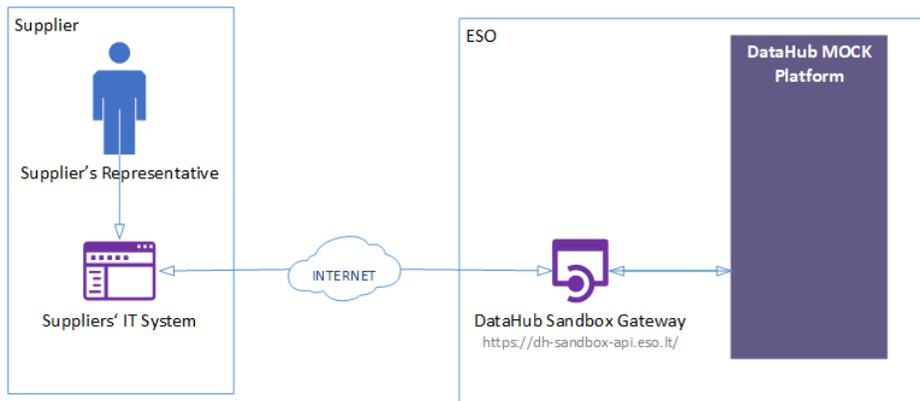 Supplier
ESO
DataHub MOCK
Platform
Supplier's Representative
INTERNET
Suppliers‘ IT System
DataHub Sandbox Gateway
https://dh-sandbox-api.eso.lt/